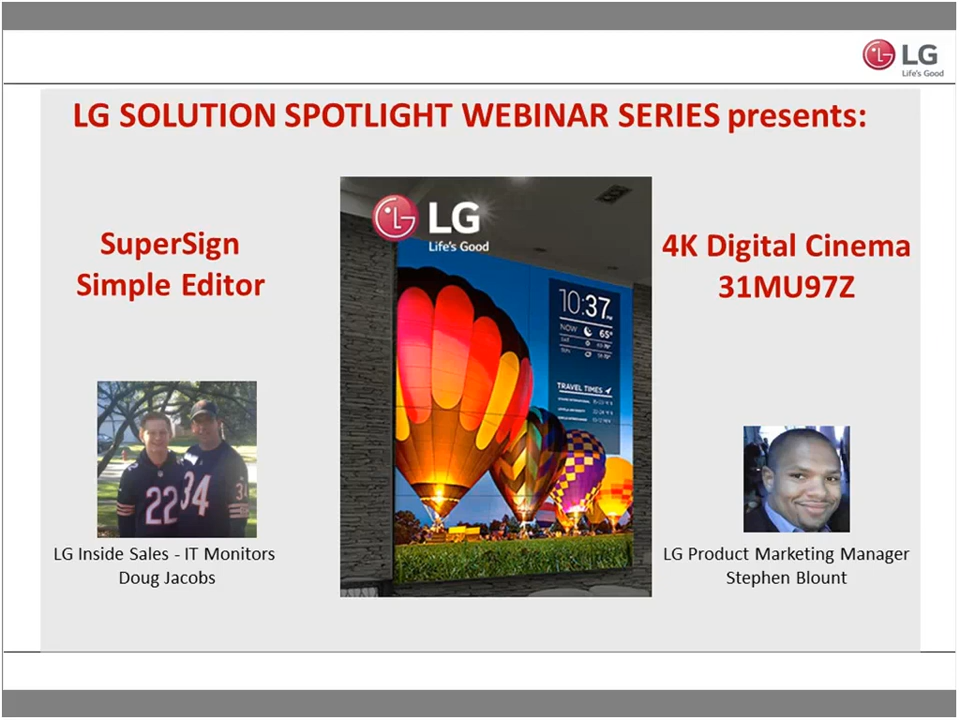 LG
Life's Good
LG SOLUTION SPOTLIGHT WEBINAR SERIES presents:
SuperSign
Simple Editor
LG
Life's Good
10:37
NOW 65°
TRAVEL TIMES
4K Digital Cinema
31MU97Z
22
34
LG Inside Sales - IT Monitors
Doug Jacobs
LG Product Marketing Manager
Stephen Blount